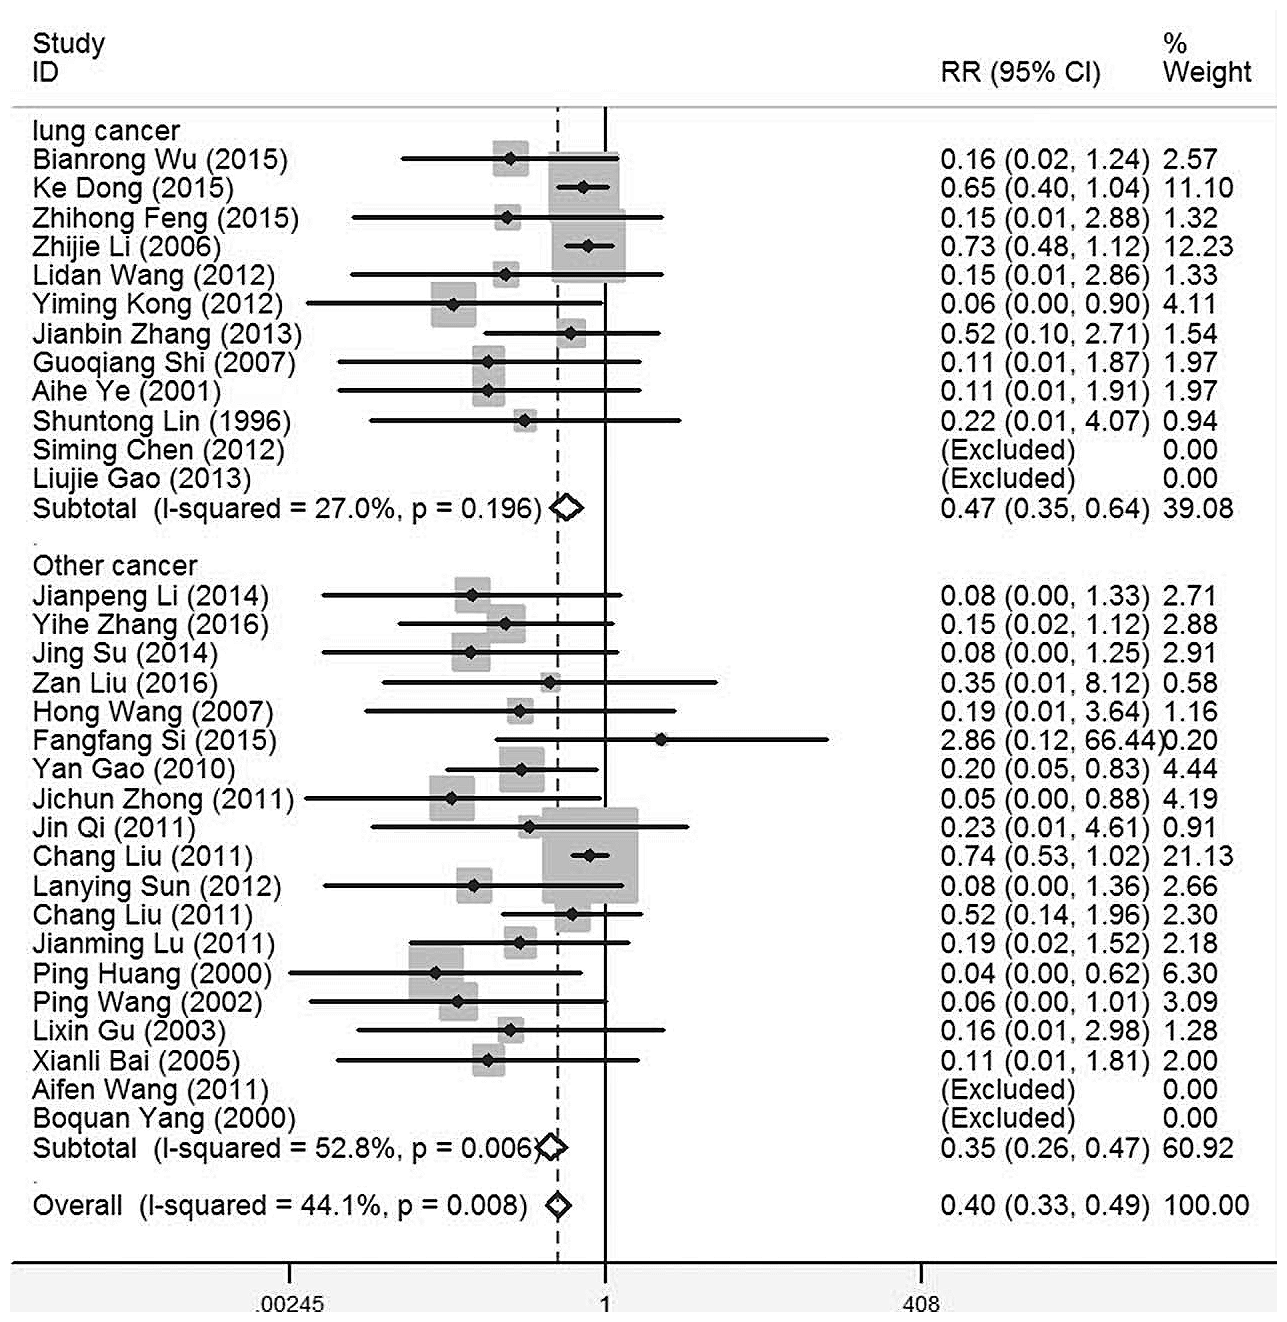 Study %
ID RR (95% CI) Weight
lung cancer
Bianrong Wu (2015) 0.16 (0.02, 1.24) 2.57
Ke Dong (2015) 0.65 (0.40, 1.04) 11.10
Zhihong Feng (2015) 0.15 (0.01, 2.88) 1.32
Zhijie Li (2006) 0.73 (0.48, 1.12) 12.23
Lidan Wang (2012) 0.15 (0.01, 2.86) 1.33
Yiming Kong (2012) 0.06 (0.00, 0.90) 4.11
Jianbin Zhang (2013) 0.52 (0.10, 2.71) 1.54
Guoqiang Shi (2007) 0.11 (0.01, 1.87) 1.97
Aihe Ye (2001) 0.11 (0.01, 1.91) 1.97
Shuntong Lin (1996) 0.22 (0.01, 4.07) 0.94
Siming Chen (2012) (Excluded) 0.00
Liujie Gao (2013) (Excluded) 0.00
Subtotal (I-squared = 27.0%, p = 0.196) 0.47 (0.35, 0.64) 39.08
.
Other cancer
Jianpeng Li (2014) 0.08 (0.00, 1.33) 2.71
Yihe Zhang (2016) 0.15 (0.02, 1.12) 2.88
Jing Su (2014) 0.08 (0.00, 1.25) 2.91
Zan Liu (2016) 0.35 (0.01, 8.12) 0.58
Hong Wang (2007) 0.19 (0.01, 3.64) 1.16
Fangfang Si (2015) 2.86 (0.12, 66.44) 0.20
Yan Gao (2010) 0.20 (0.05, 0.83) 4.44
Jichun Zhong (2011) 0.05 (0.00, 0.88) 4.19
Jin Qi (2011) 0.23 (0.01, 4.61) 0.91
Chang Liu (2011) 0.74 (0.53, 1.02) 21.13
Lanying Sun (2012) 0.08 (0.00, 1.36) 2.66
Chang Liu (2011) 0.52 (0.14, 1.96) 2.30
Jianming Lu (2011) 0.19 (0.02, 1.52) 2.18
Ping Huang (2000) 0.04 (0.00, 0.62) 6.30
Ping Wang (2002) 0.06 (0.00, 1.01) 3.09
Lixin Gu (2003) 0.16 (0.01, 2.98) 1.28
Xianli Bai (2005) 0.11 (0.01, 1.81) 2.00
Aifen Wang (2011) (Excluded) 0.00
Boquan Yang (2000) (Excluded) 0.00
Subtotal (I-squared = 52.8%, p = 0.006) 0.35 (0.26, 0.47) 60.92
.
Overall (I-squared = 44.1%, p = 0.008) 0.40 (0.33, 0.49) 100.00
.00245 1 408